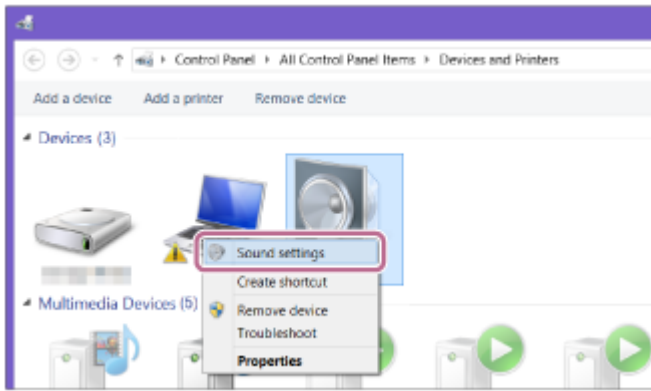 Control Panel › All Control Panel Items › Devices and Printers
Add a device Add a printer Remove device
Devices (3)
Sound settings
Create shortcut
Multimedia Devices (5)
Remove device
Troubleshoot
Properties